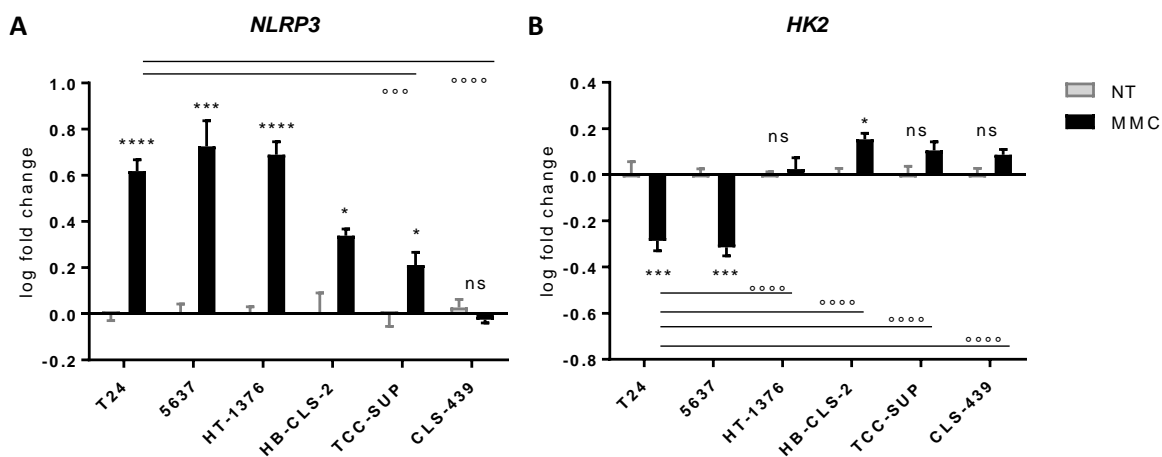 A
NLRP3
log fold change
1.0
0.8
0.6
0.4
0.2
0.0
-0.2
°°°
°°°°
****
***
****
*
*
ns
T24
5637
HT-1376
HB-CLS-2
TCC-SUP
CLS-439
B
HK2
log fold change
0.4
0.2
0.0
-0.2
-0.4
-0.6
-0.8
***
***
ns
*
ns
ns
°°°°
°°°°
°°°°
°°°°
T24
5637
HT-1376
HB-CLS-2
TCC-SUP
CLS-439
NT
MMC